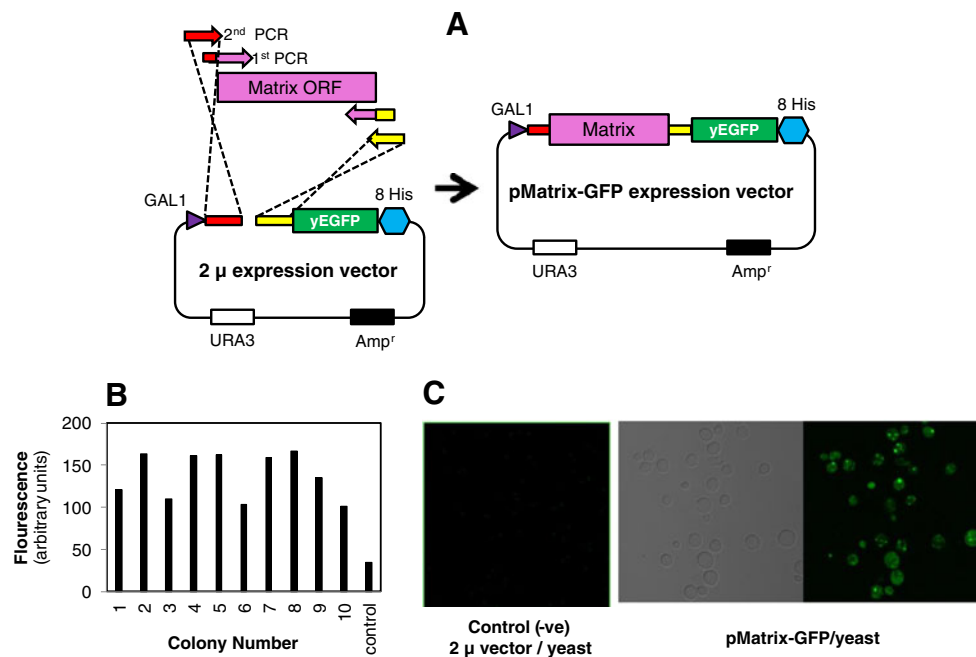 A
2nd PCR
1st PCR
Matrix ORF
GAL1
8 His
yEGFP
2 µ expression vector
URA3
Ampr
GAL1
8 His
Matrix
yEGFP
pMatrix-GFP expression vector
URA3
Ampr
B
Flourescence
(arbitrary units)
200
150
100
50
0
1 2 3 4 5 6 7 8 9 10 control
Colony Number
C
Control (-ve)
2 µ vector / yeast
pMatrix-GFP/yeast